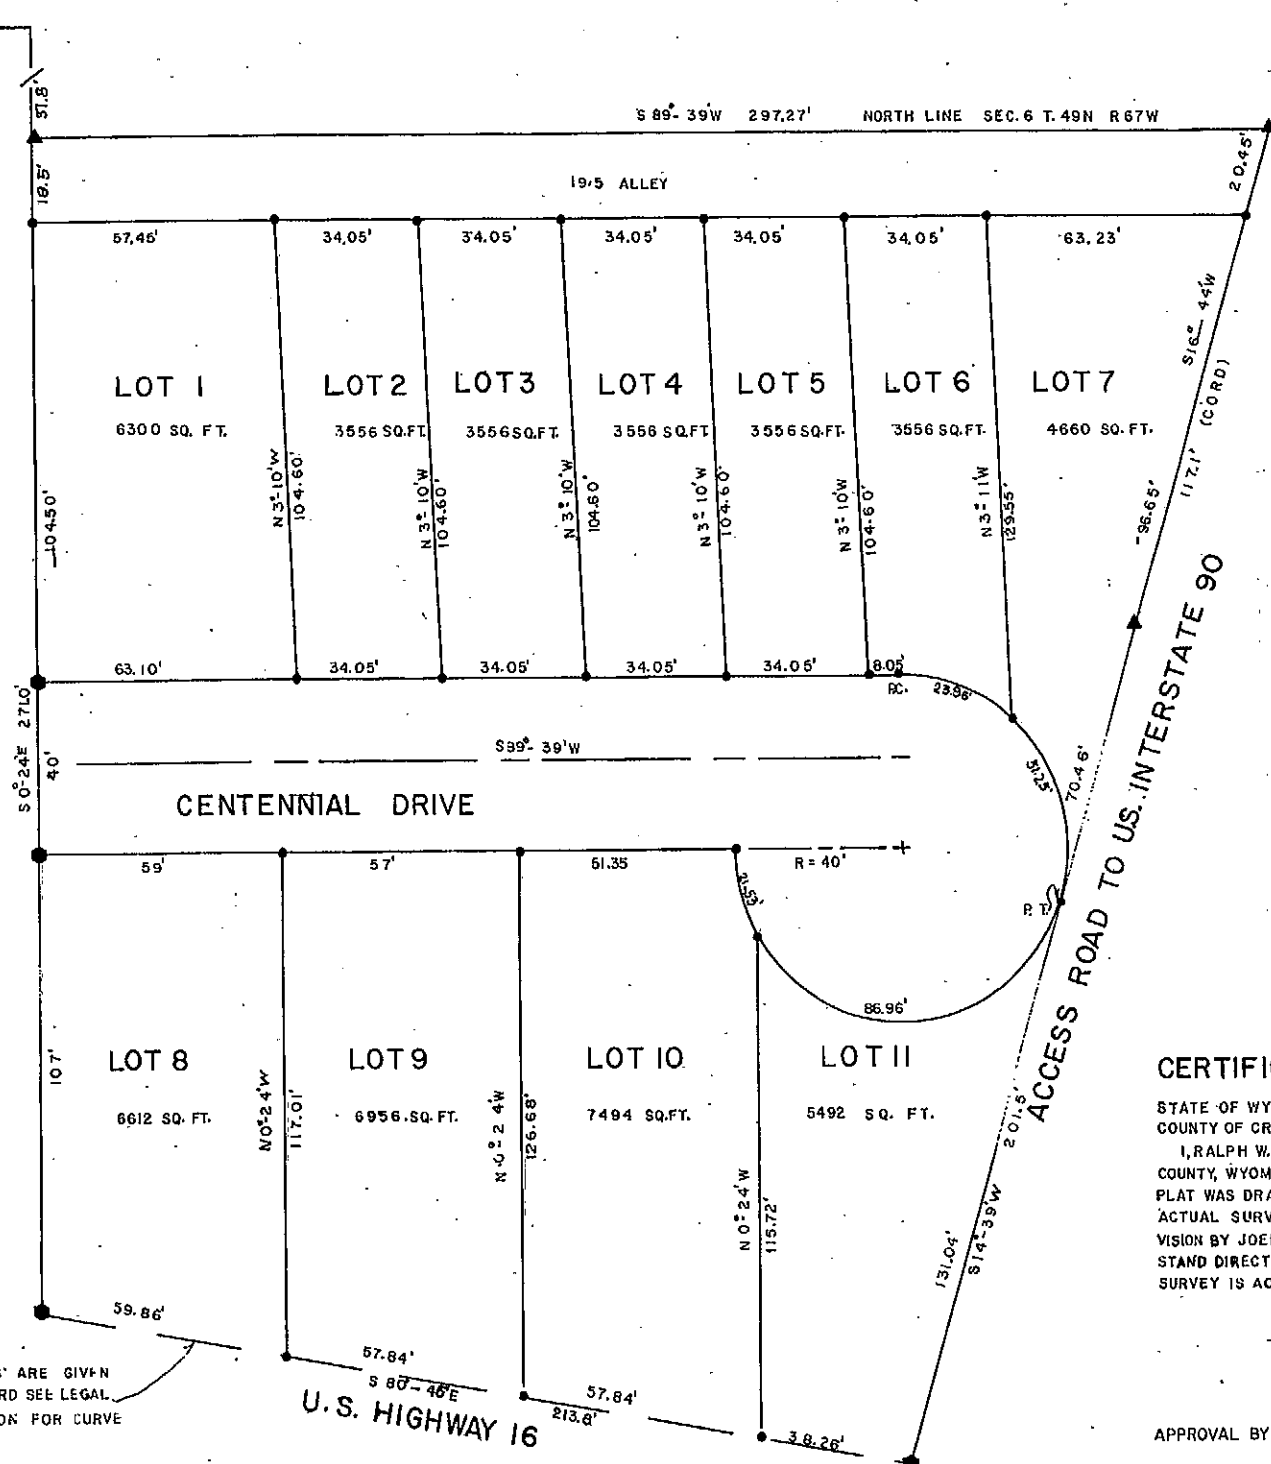 51.8'
S 89°-39'W 297.27' NORTH LINE SEC. 6 T. 49N R67W
18.5'
19.5 ALLEY
20.45'
57.45' 34.05' 34.05' 34.05' 34.05' 34.05' 63.23'
S16°-44'W
117.1' (CORD)
LOT 1 LOT 2 LOT 3 LOT 4 LOT 5 LOT 6 LOT 7
6300 SQ. FT. 3556 SQ.FT. 3556 SQ.FT. 3556 SQ.FT. 3556 SQ.FT. 3556 SQ.FT. 4660 SQ. FT.
104.50'
N 3°-10'W
104.60'
N 3°-10'W
104.60'
N 3°-10'W
104.60'
N 3°-10'W
104.60'
N 3°-10'W
104.60'
N 3°-11'W
129.55'
96.65'
63.10' 34.05' 34.05' 34.05' 34.05' 8.05'
P.C. 23.96'
S 0°-24'E 271.0'
40'
S89°-39'W
51.25'
70.46'
CENTENNIAL DRIVE
ACCESS ROAD TO U.S. INTERSTATE 90
59' 57' 51.35 R = 40'
21.53'
P. T.
86.96'
107'
LOT 8 LOT 9 LOT 10 LOT 11
6612 SQ. FT. 6956 SQ. FT. 7494 SQ.FT. 5492 SQ. FT.
N 0°-24'W
117.01'
N 0°-24'W
126.68'
N 0°-24'W
115.72'
201.5'
131.04'
S 14°-39'W
CERTIFI
STATE OF WY
COUNTY OF CR
I, RALPH W.
COUNTY, WYOM
PLAT WAS DRA
ACTUAL SURV
VISION BY JOE
STAND DIRECT
SURVEY IS AC
59.86' 57.84' 57.84' 38.26'
S 80°-46'E
213.8'
U.S. HIGHWAY 16
ARE GIVEN
RD SEE LEGAL
ON FOR CURVE
APPROVAL BY